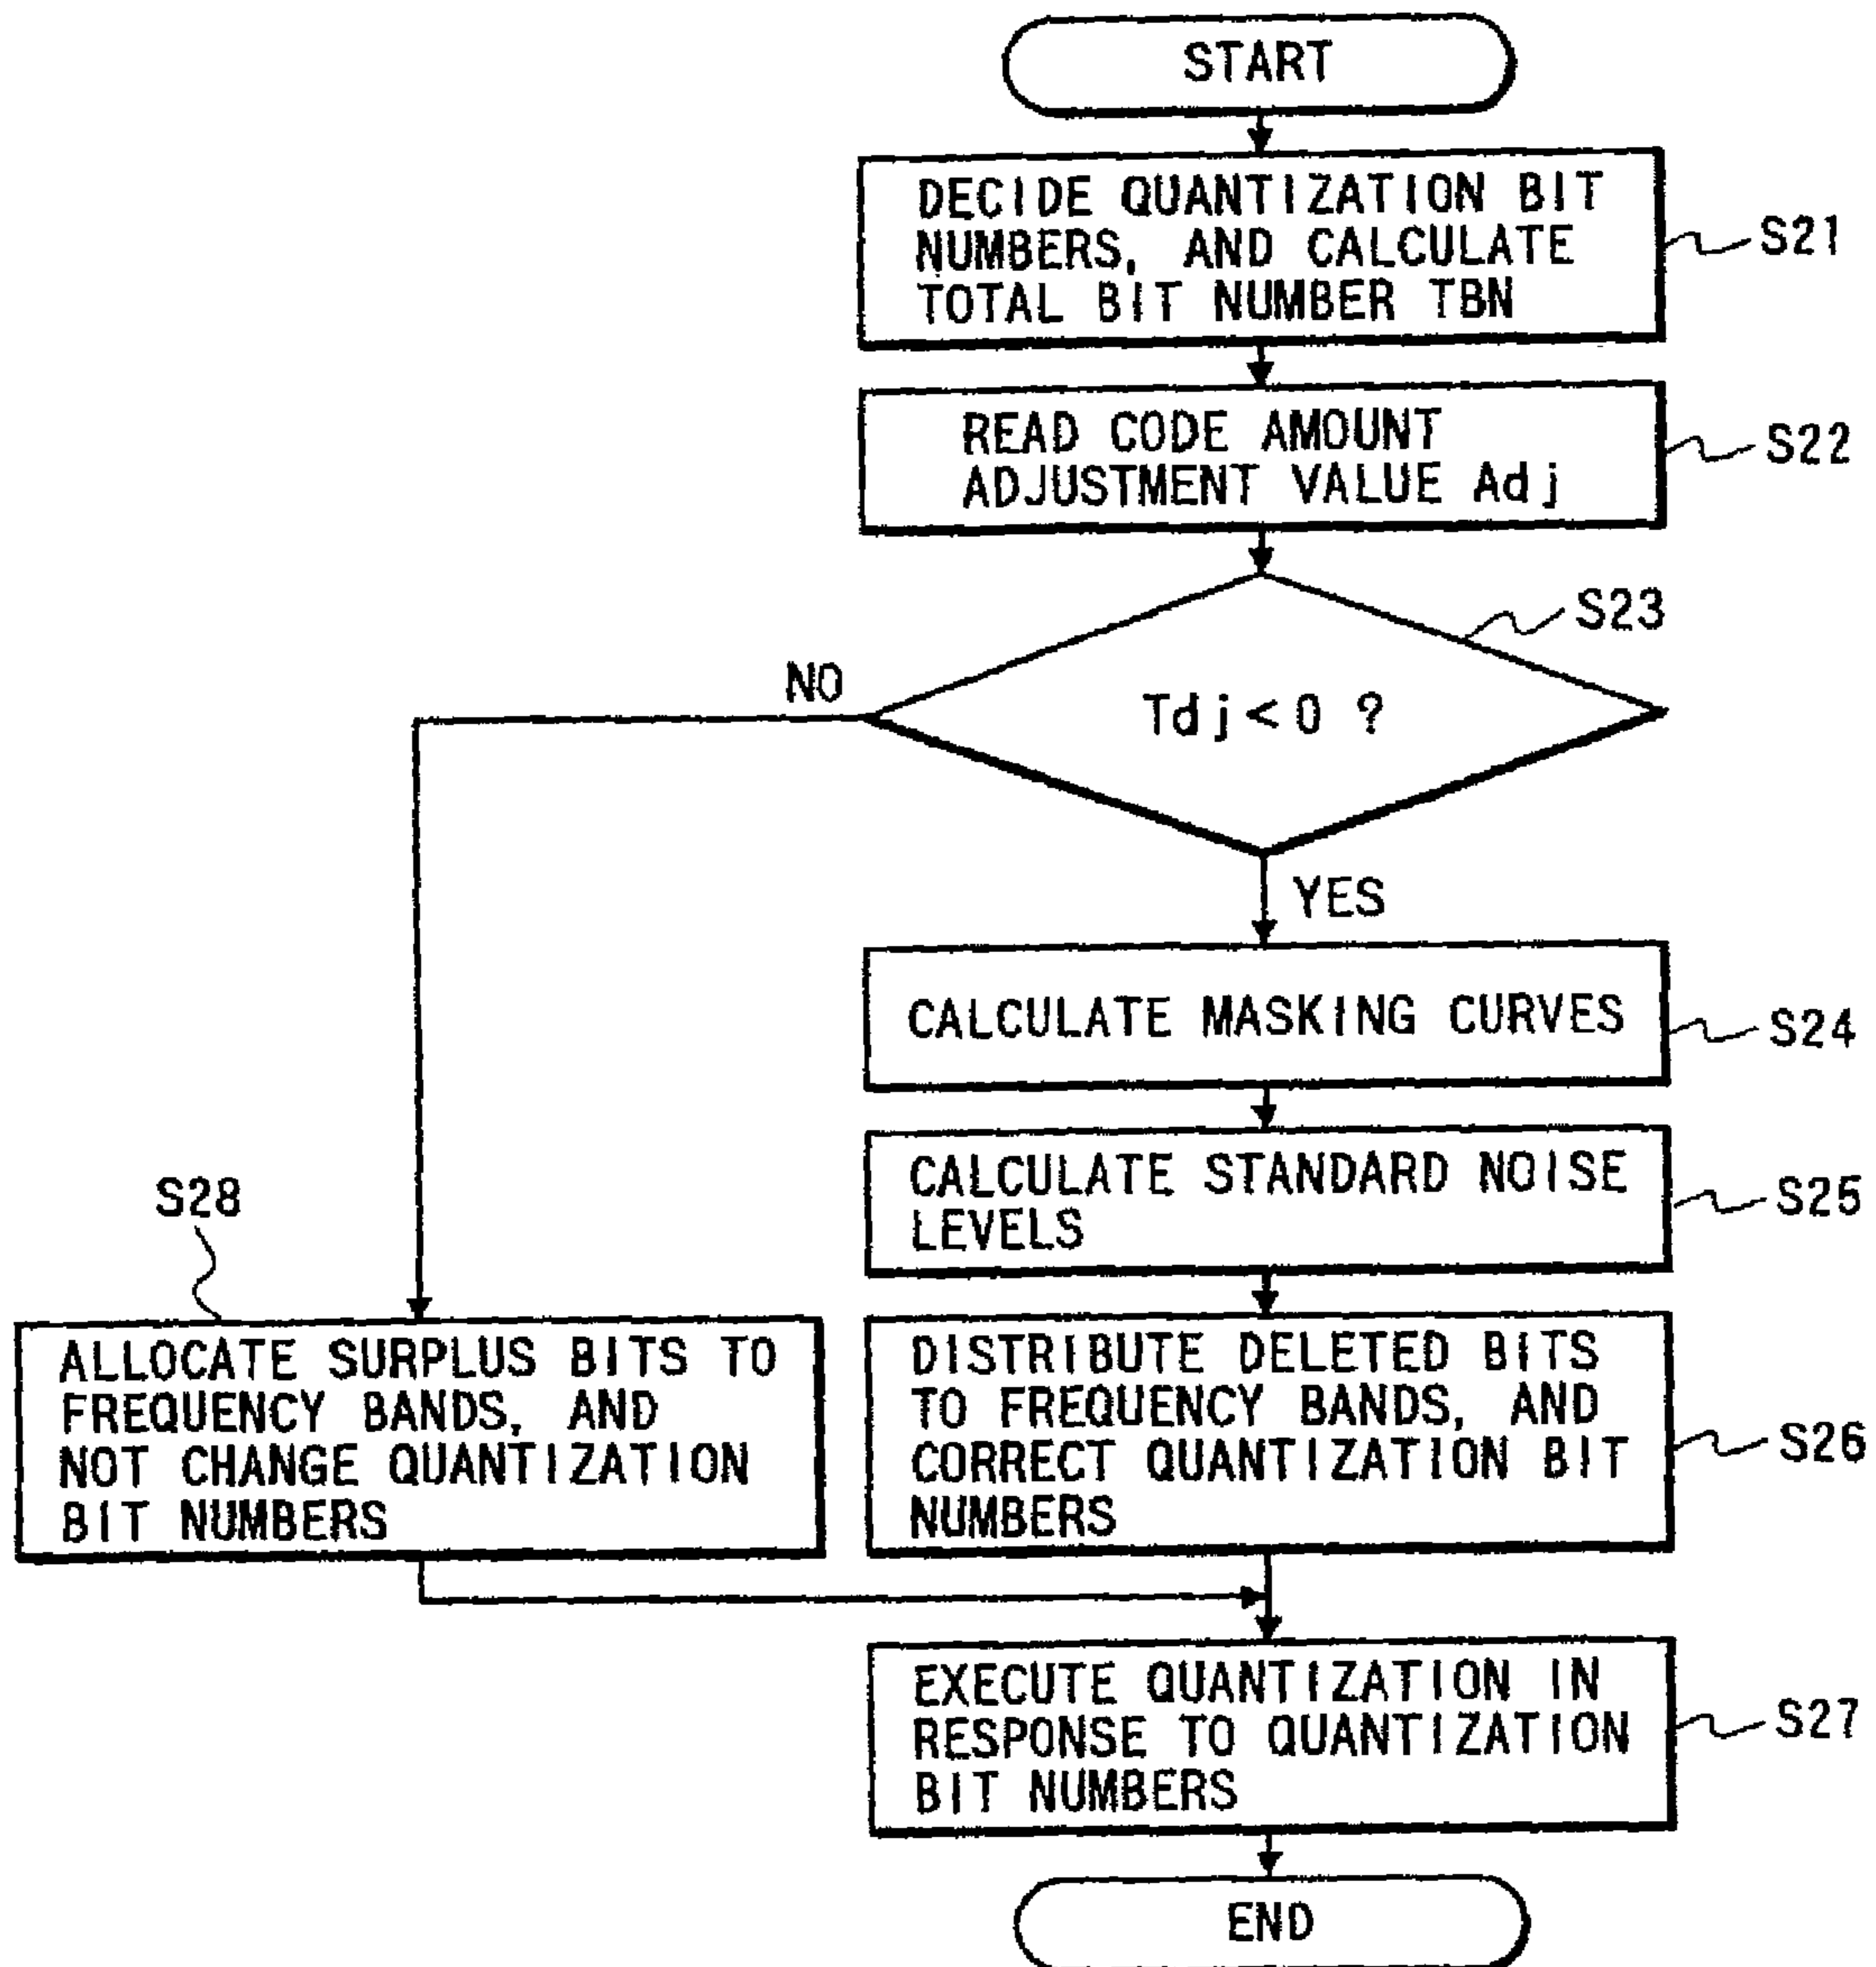 START
DECIDE QUANTIZATION BIT
NUMBERS, AND CALCULATE
TOTAL BIT NUMBER TBN
S21
READ CODE AMOUNT
ADJUSTMENT VALUE Adj
S22
S23
NO
Tdj<0 ?
YES
CALCULATE MASKING CURVES
S24
CALCULATE STANDARD NOISE
LEVELS
S25
S28
ALLOCATE SURPLUS BITS TO
FREQUENCY BANDS, AND
NOT CHANGE QUANTIZATION
BIT NUMBERS
DISTRIBUTE DELETED BITS
TO FREQUENCY BANDS, AND
CORRECT QUANTIZATION BIT
NUMBERS
S26
EXECUTE QUANTIZATION IN
RESPONSE TO QUANTIZATION
BIT NUMBERS
S27
END